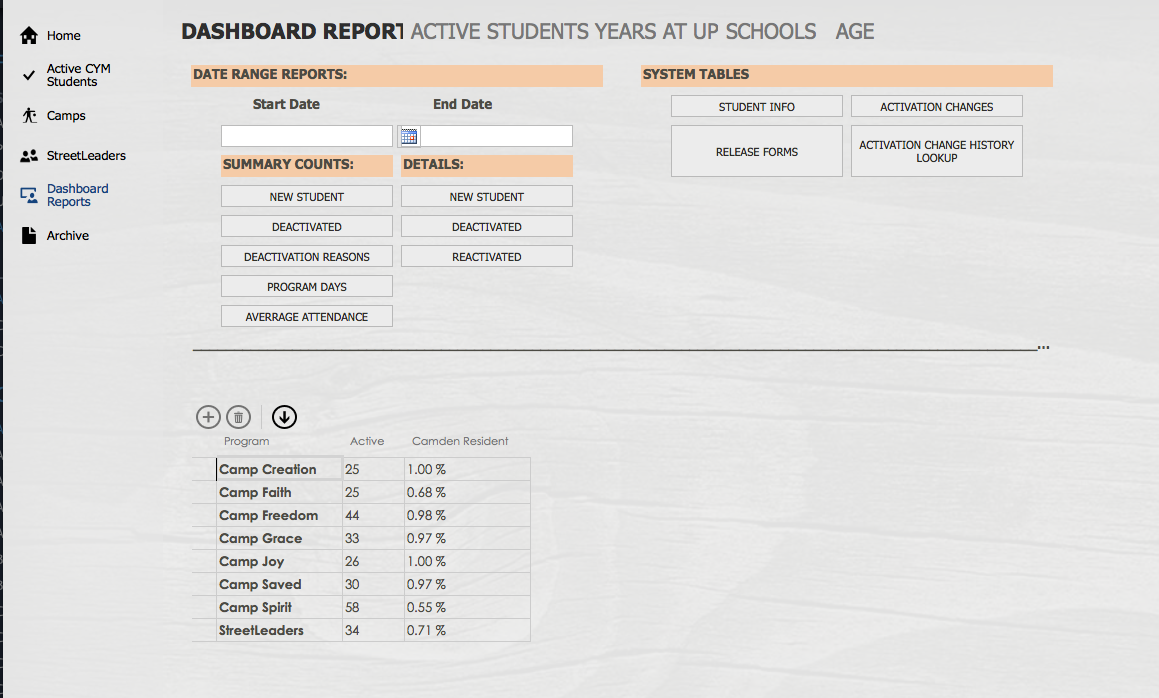 Home
Active CYM
Students
Camps
StreetLeaders
Dashboard
Reports
Archive
DASHBOARD REPORT ACTIVE STUDENTS YEARS AT UP SCHOOLS AGE
DATE RANGE REPORTS:
Start Date End Date
SUMMARY COUNTS: DETAILS:
NEW STUDENT NEW STUDENT
DEACTIVATED DEACTIVATED
DEACTIVATION REASONS REACTIVATED
PROGRAM DAYS
AVERRAGE ATTENDANCE
SYSTEM TABLES
STUDENT INFO ACTIVATION CHANGES
RELEASE FORMS ACTIVATION CHANGE HISTORY
LOOKUP
...
Program Active Camden Resident
Camp Creation 25 1.00 %
Camp Faith 25 0.68 %
Camp Freedom 44 0.98 %
Camp Grace 33 0.97 %
Camp Joy 26 1.00 %
Camp Saved 30 0.97 %
Camp Spirit 58 0.55 %
StreetLeaders 34 0.71 %